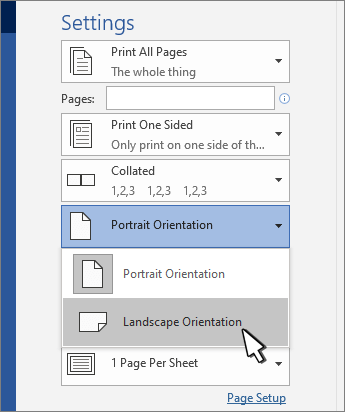 Settings
Print All Pages
The whole thing
Pages:
Print One Sided
Only print on one side of th...
Collated
1,2,3 1,2,3 1,2,3
Portrait Orientation
Portrait Orientation
Landscape Orientation
1 Page Per Sheet
Page Setup